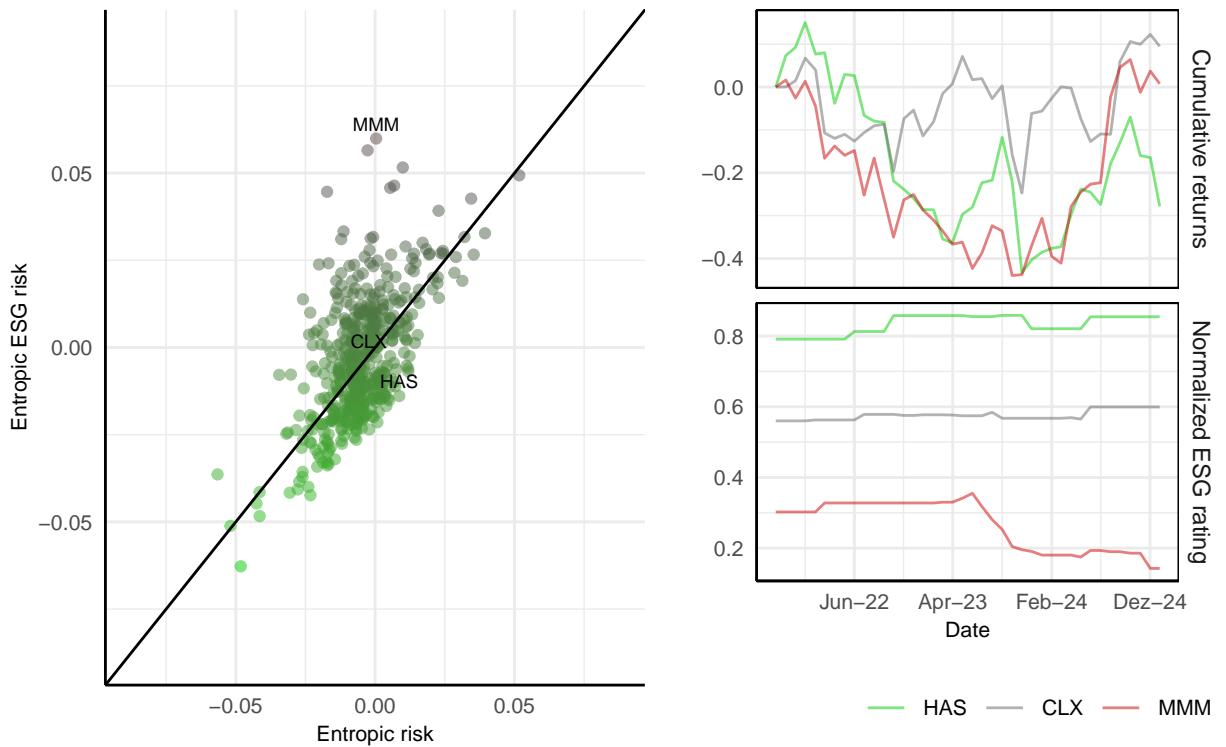 Entropic ESG risk
0.05
0.00
−0.05
MMM
CLX
HAS
−0.05 0.00 0.05
Entropic risk
0.0
−0.2
−0.4
Cumulative returns
0.8
0.6
0.4
0.2
Normalized ESG rating
Jun−22 Apr−23 Feb−24 Dez−24
Date
HAS CLX MMM